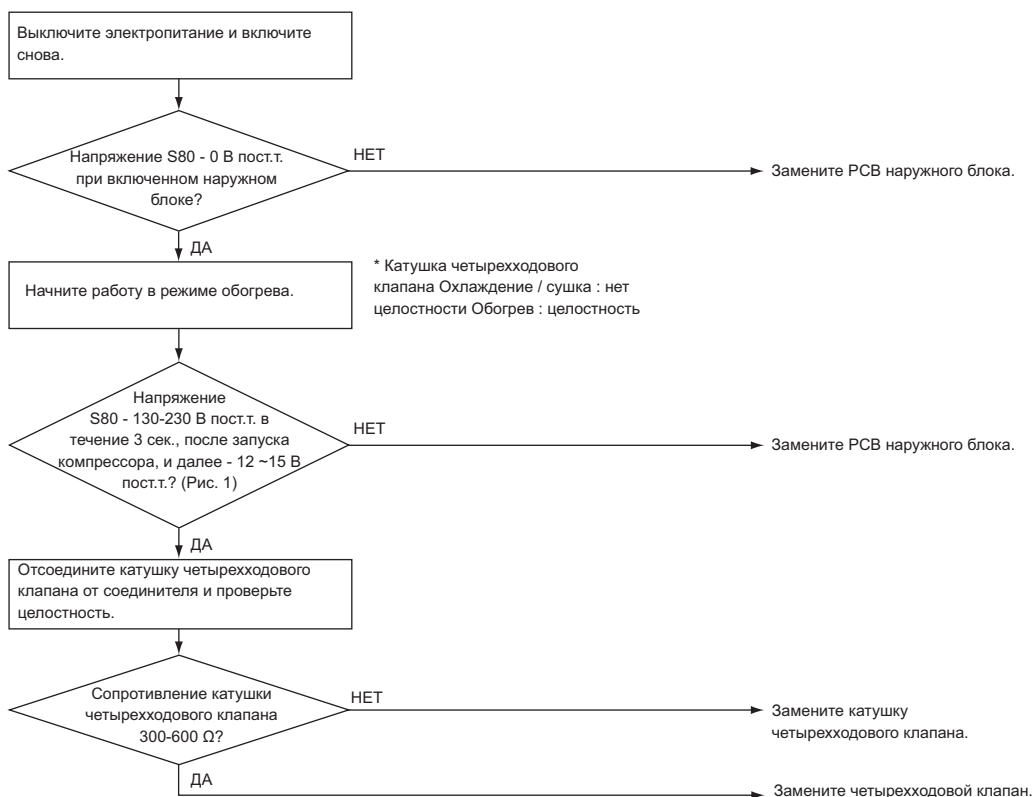 Выключите электропитание и включите
снова.
Напряжение S80 - 0 В пост.т.
при включенном наружном
блоке?
НЕТ
Замените PCB наружного блока.
ДА
Начните работу в режиме обогрева.
* Катушка четырехходового
клапана Охлаждение / сушка : нет
целостности Обогрев : целостность
Напряжение
S80 - 130-230 В пост.т. в
течение 3 сек., после запуска
компрессора, и далее - 12 ~15 В
пост.т.? (Рис. 1)
НЕТ
Замените PCB наружного блока.
ДА
Отсоедините катушку четырехходового
клапана от соединителя и проверьте
целостность.
Сопротивление катушки
четырехходового клапана
300-600 Ω?
НЕТ
Замените катушку
четырехходового клапана.
ДА
Замените четырехходовой клапан.